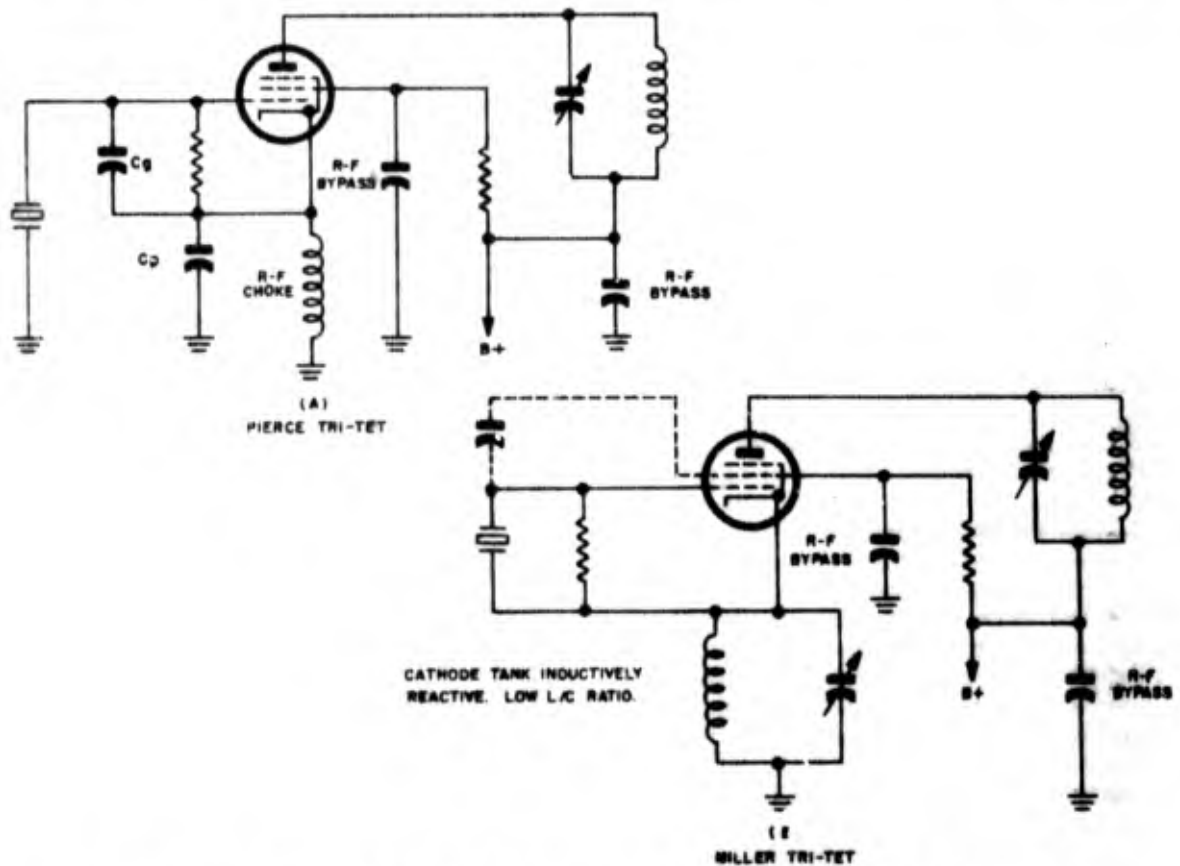 Cg
Cp
R-F
CHOKE
R-F
BYPASS
B+
R-F
BYPASS
(A)
PIERCE TRI-TET
R-F
BYPASS
CATHODE TANK INDUCTIVELY
REACTIVE. LOW L/C RATIO.
B+
R-F
BYPASS
MILLER TRI-TET